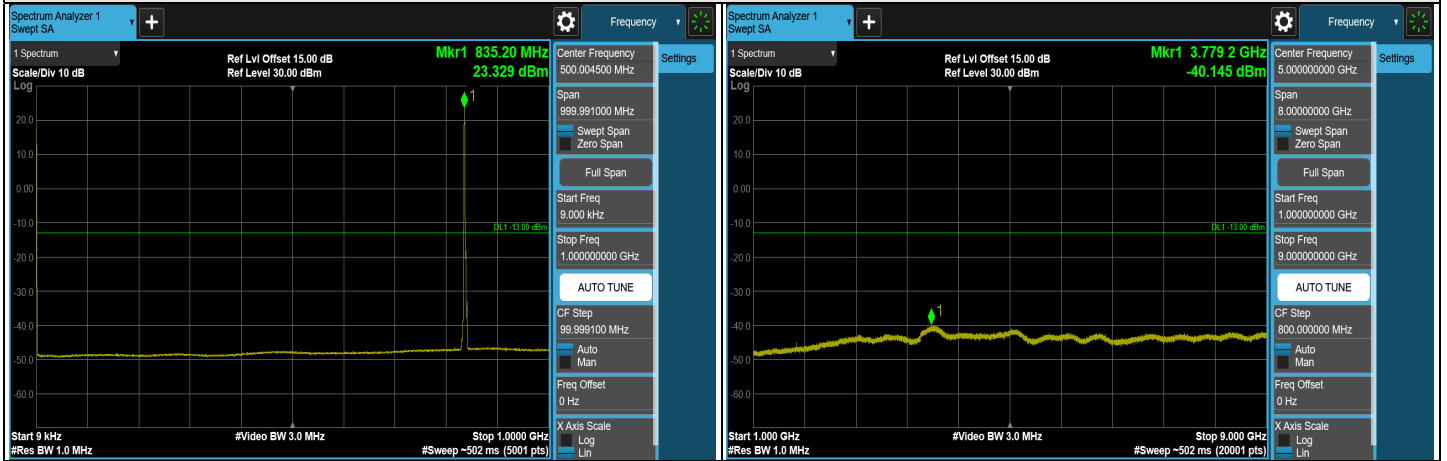 Spectrum Analyzer 1
Swept SA
+
Frequency
1 Spectrum
Scale/Div 10 dB
Ref Lvl Offset 15.00 dB
Ref Level 30.00 dBm
Mkr1 835.20 MHz
23.329 dBm
Log
1
20.0
10.0
0.00
-10.0
-20.0
-30.0
-40.0
-50.0
-60.0
DL1 -13.00 dBm
Start 9 kHz
#Res BW 1.0 MHz
#Video BW 3.0 MHz
Stop 1.0000 GHz
#Sweep ~502 ms (5001 pts)
Center Frequency
500.004500 MHz
Settings
Span
999.991000 MHz
Swept Span
Zero Span
Full Span
Start Freq
9.000 kHz
Stop Freq
1.000000000 GHz
AUTO TUNE
CF Step
99.999100 MHz
Auto
Man
Freq Offset
0 Hz
X Axis Scale
Log
Lin
Spectrum Analyzer 1
Swept SA
+
Frequency
1 Spectrum
Scale/Div 10 dB
Ref Lvl Offset 15.00 dB
Ref Level 30.00 dBm
Mkr1 3.779 2 GHz
-40.145 dBm
Log
1
20.0
10.0
0.00
-10.0
-20.0
-30.0
-40.0
-50.0
-60.0
DL1 -13.00 dBm
Start 1.000 GHz
#Res BW 1.0 MHz
#Video BW 3.0 MHz
Stop 9.000 GHz
#Sweep ~502 ms (20001 pts)
Center Frequency
5.000000000 GHz
Settings
Span
8.00000000 GHz
Swept Span
Zero Span
Full Span
Start Freq
1.000000000 GHz
Stop Freq
9.000000000 GHz
AUTO TUNE
CF Step
800.000000 MHz
Auto
Man
Freq Offset
0 Hz
X Axis Scale
Log
Lin